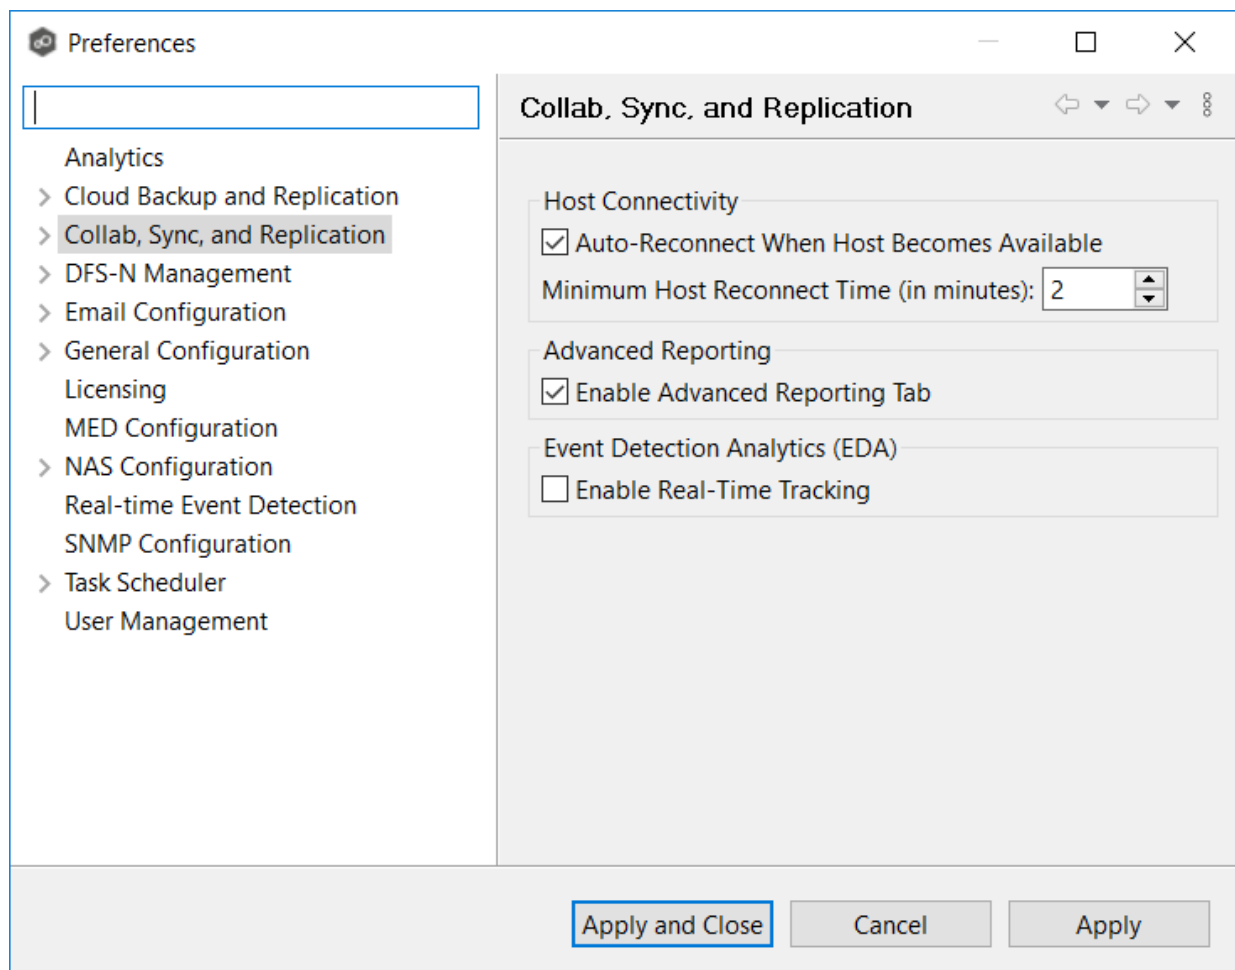 Preferences
Collab, Sync, and Replication
Analytics
Cloud Backup and Replication
Collab, Sync, and Replication
DFS-N Management
Email Configuration
General Configuration
Licensing
MED Configuration
NAS Configuration
Real-time Event Detection
SNMP Configuration
Task Scheduler
User Management
Host Connectivity
Auto-Reconnect When Host Becomes Available
Minimum Host Reconnect Time (in minutes): 2
Advanced Reporting
Enable Advanced Reporting Tab
Event Detection Analytics (EDA)
Enable Real-Time Tracking
Apply and Close Cancel Apply